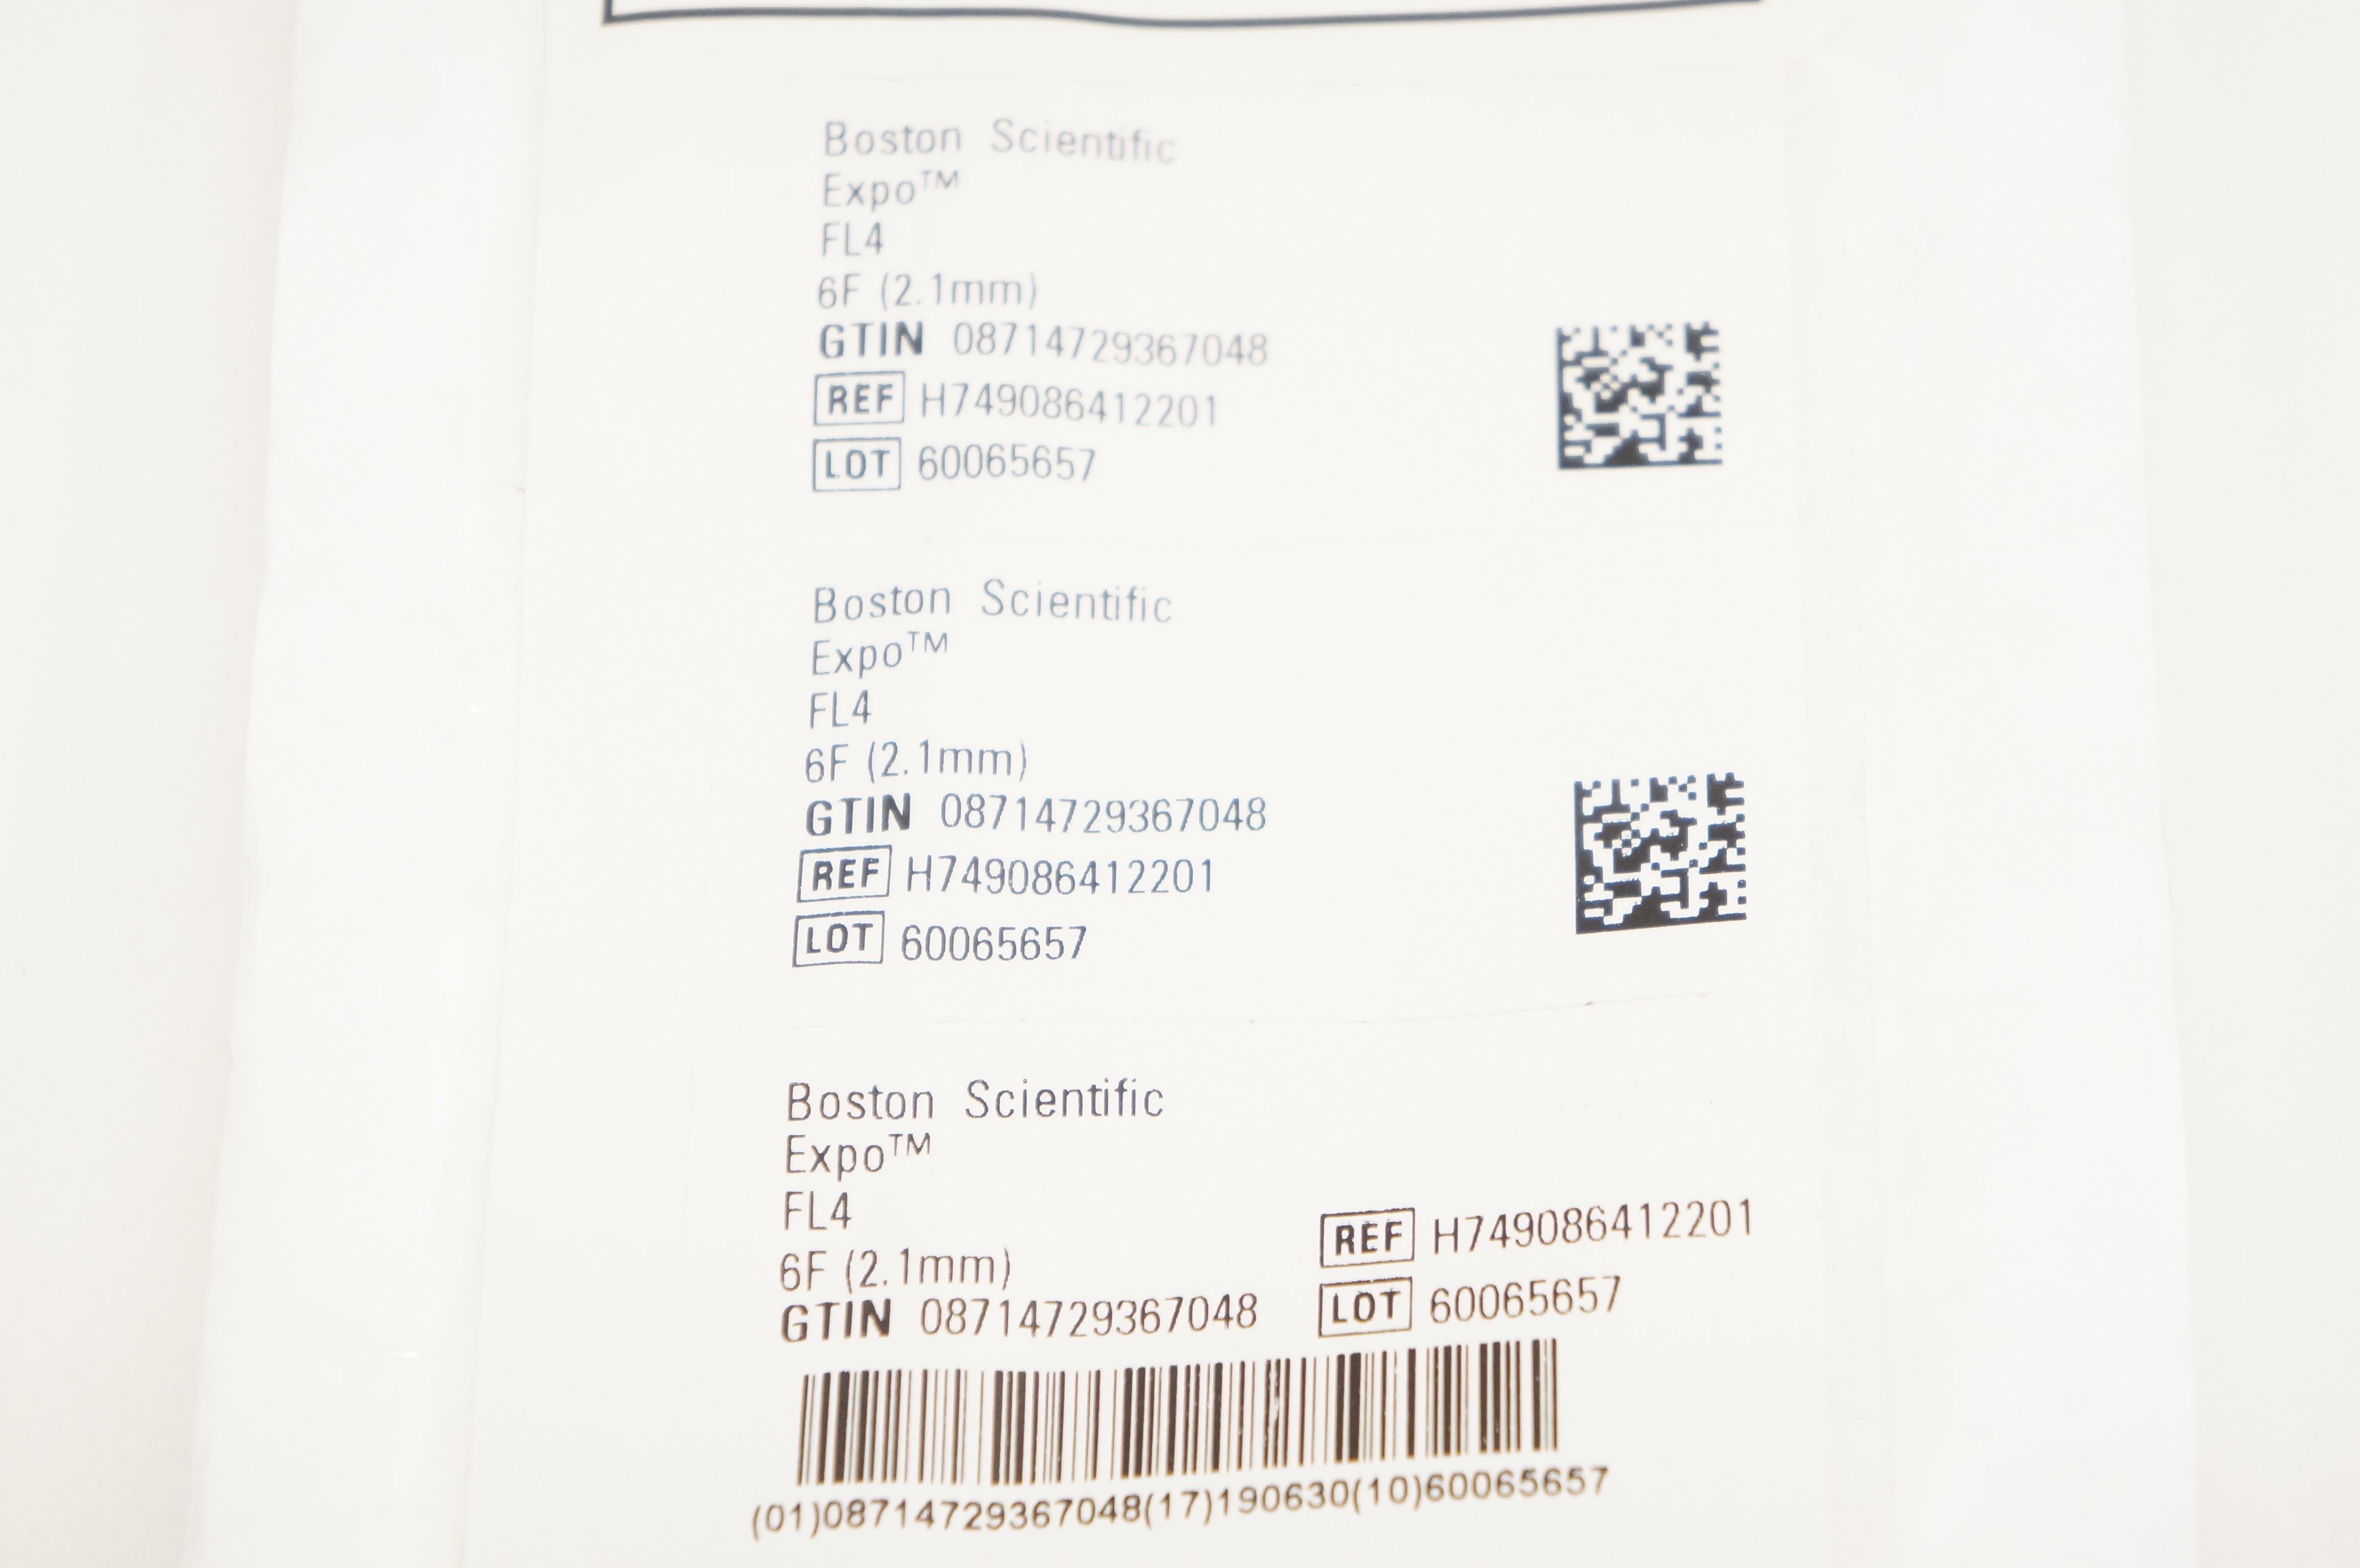 Boston Scientific
Expo™
FL4
6F (2.1mm)
GTIN 08714729367048
REF H749086412201
LOT 60065657
Boston Scientific
Expo™
FL4
6F (2.1mm)
GTIN 08714729367048
REF H749086412201
LOT 60065657
Boston Scientific
Expo™
FL4
6F (2.1mm)
GTIN 08714729367048
REF H749086412201
LOT 60065657
(01)08714729367048(17)190630(10)60065657